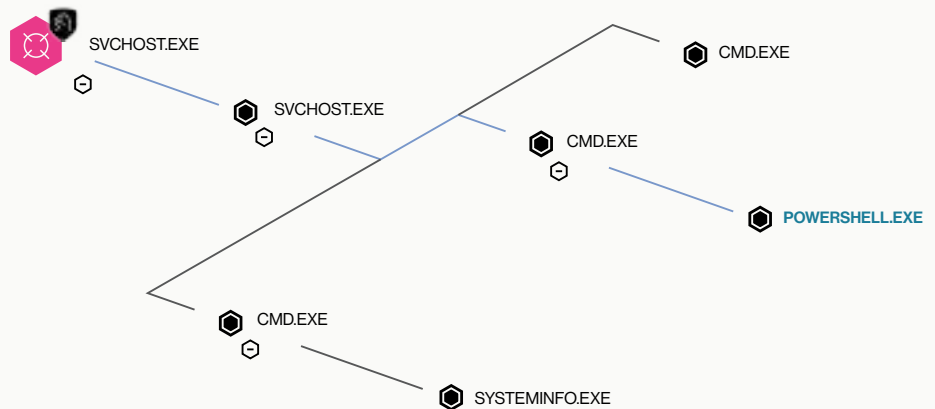 SVCHOST.EXE
CMD.EXE
SVCHOST.EXE
CMD.EXE
POWERSHELL.EXE
CMD.EXE
SYSTEMINFO.EXE